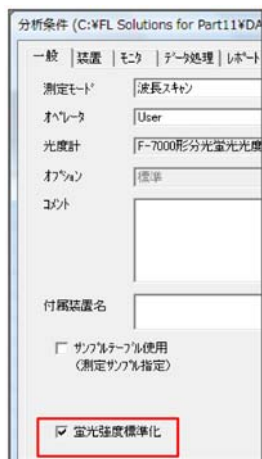 分析条件 (C:¥FL Solutions for Part11¥DA
一般 装置 ﾓﾆﾀ ﾃﾞｰﾀ処理 ﾚﾎﾟｰﾄ
測定ﾓｰﾄﾞ 波長ｽｷｬﾝ
ｵﾍﾟﾚｰﾀ User
光度計 F-7000形分光蛍光光度
ｵﾌﾟｼｮﾝ 標準
ｺﾒﾝﾄ
付属装置名
ｻﾝﾌﾟﾙﾃｰﾌﾞﾙ使用
(測定ｻﾝﾌﾟﾙ指定)
蛍光強度標準化